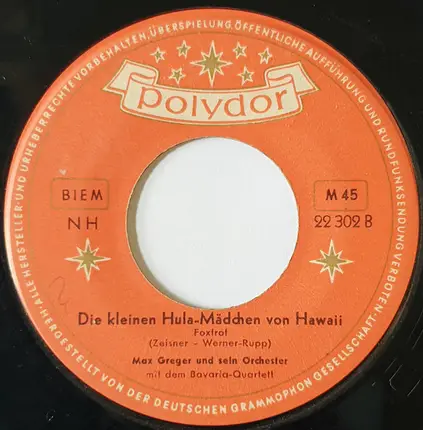 ALLE HERSTELLER- UND URHEBERRECHTE VORBEHALTEN, ÜBERSPIELUNG, ÖFFENTLICHE AUFFÜHRUNG UND RUNDFUNKSENDUNG VERBOTEN
polydor
BIEM
M 45
NH
22 302 B
Die kleinen Hula-Mädchen von Hawaii
Foxtrot
(Zeisner – Werner-Rupp)
Max Greger und sein Orchester
mit dem Bavaria-Quartett
HERGESTELLT VON DER DEUTSCHEN GRAMMOPHON GESELLSCHAFT